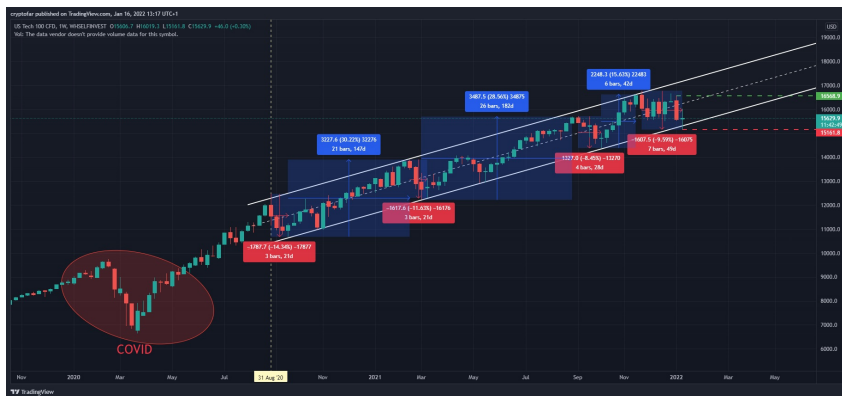 cryptofar published on TradingView.com, Jan 16, 2022 13:17 UTC+1
US Tech 100 CFD, 1W, WHSELFINVEST O15606.7 H16019.3 L15161.8 C15629.9 +46.0 (+0.30%)
Vol: The data vendor doesn't provide volume data for this symbol.
USD
19000.0
18000.0
17000.0
16568.9
16000.0
15629.9
11:42:49
15161.8
14000.0
13000.0
12000.0
11000.0
10000.0
9000.0
8000.0
7000.0
6000.0
2248.3 (15.63%) 22483
6 bars, 42d
3487.5 (28.56%) 34875
26 bars, 182d
3227.6 (30.22%) 32276
21 bars, 147d
−1607.5 (−9.59%) −16075
7 bars, 49d
−1327.0 (−8.45%) −13270
4 bars, 28d
−1617.6 (−11.63%) −16176
3 bars, 21d
−1787.7 (−14.34%) −17877
3 bars, 21d
COVID
Nov 2020 Mar May Jul 31 Aug '20 Nov 2021 Mar May Jul Sep Nov 2022 Mar May
TradingView